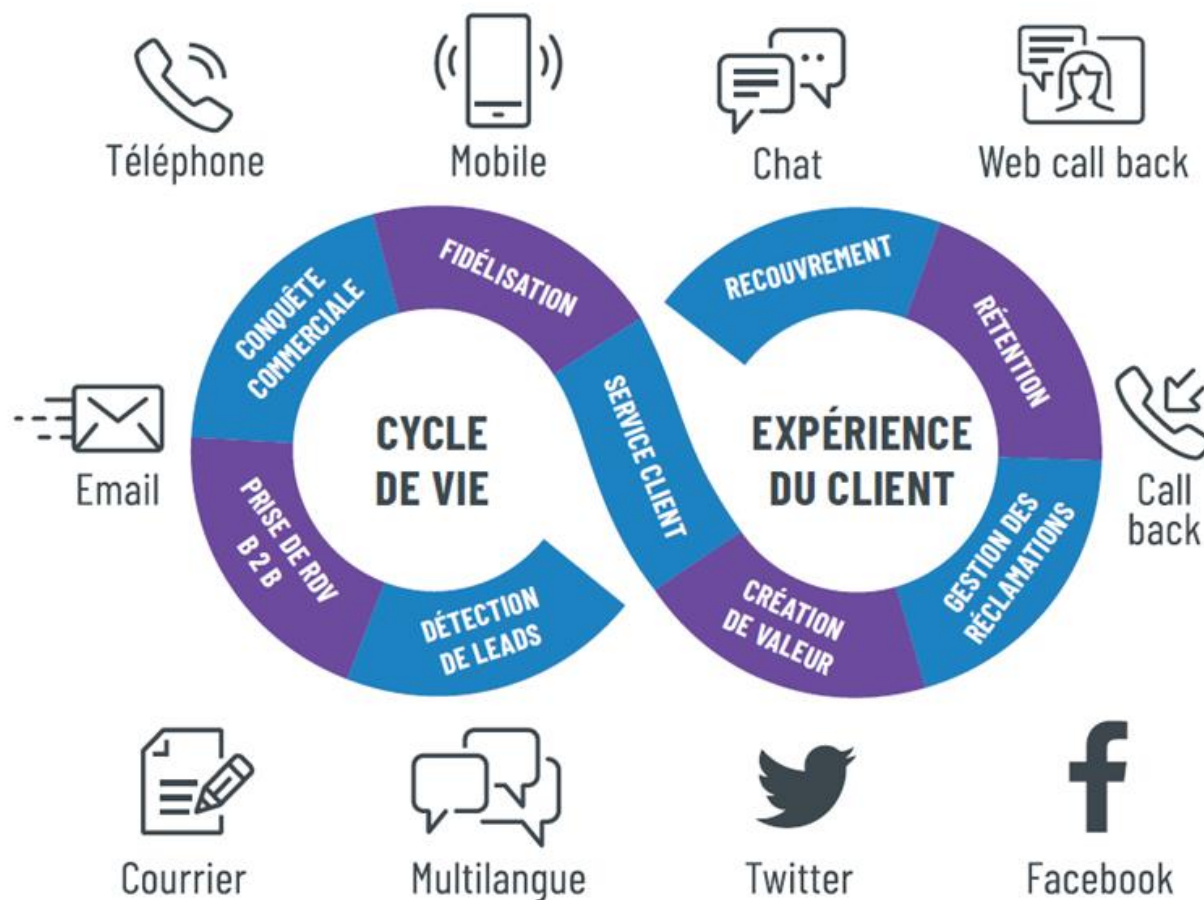 Téléphone
Mobile
Chat
Web call back
CONQUÊTE
COMMERCIALE
FIDÉLISATION
RECOUVREMENT
RÉTENTION
Email
CYCLE
DE VIE
SERVICE CLIENT
EXPÉRIENCE
DU CLIENT
Call
back
PRISE DE RDV
B 2 B
DÉTECTION
DE LEADS
CRÉATION
DE VALEUR
GESTION DES
RÉCLAMATIONS
Courrier
Multilangue
Twitter
Facebook